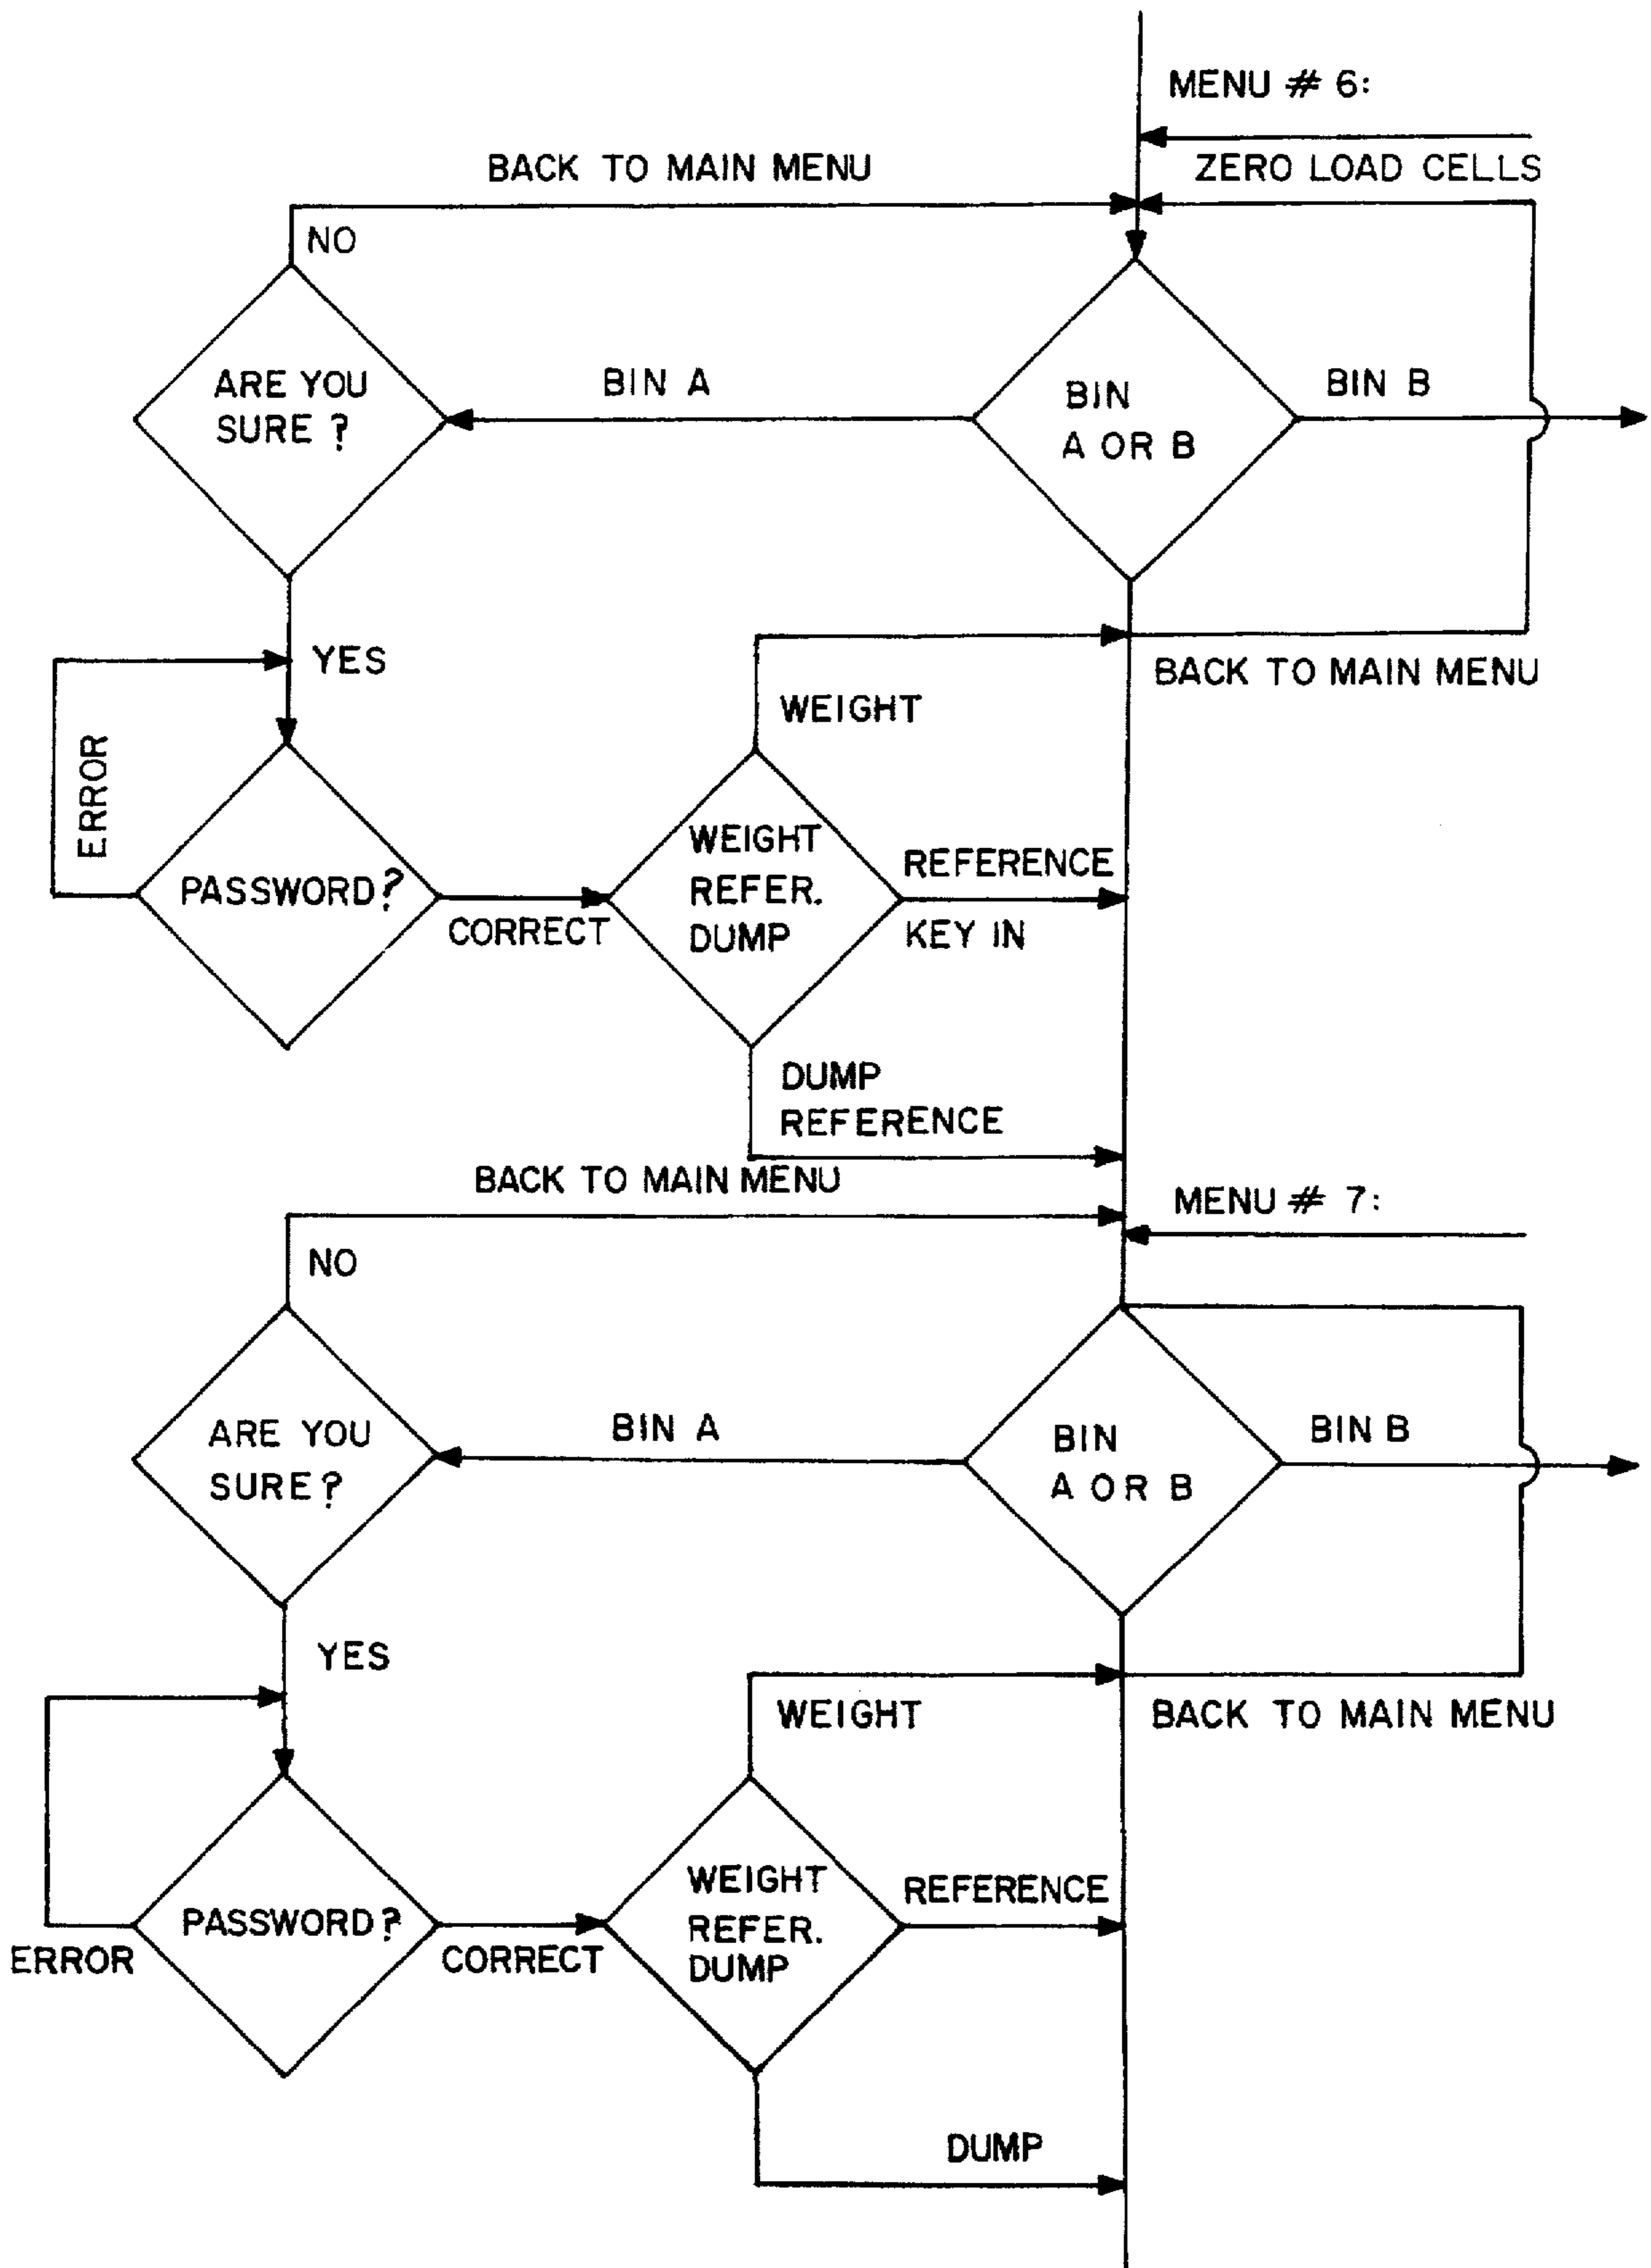 MENU # 6:
ZERO LOAD CELLS
BACK TO MAIN MENU
NO
ARE YOU
SURE ?
BIN A
BIN
A OR B
BIN B
YES
BACK TO MAIN MENU
WEIGHT
ERROR
PASSWORD?
CORRECT
WEIGHT
REFER.
DUMP
REFERENCE
KEY IN
DUMP
REFERENCE
BACK TO MAIN MENU
MENU # 7:
NO
ARE YOU
SURE?
BIN A
BIN
A OR B
BIN B
YES
WEIGHT
BACK TO MAIN MENU
PASSWORD?
ERROR
CORRECT
WEIGHT
REFER.
DUMP
REFERENCE
DUMP